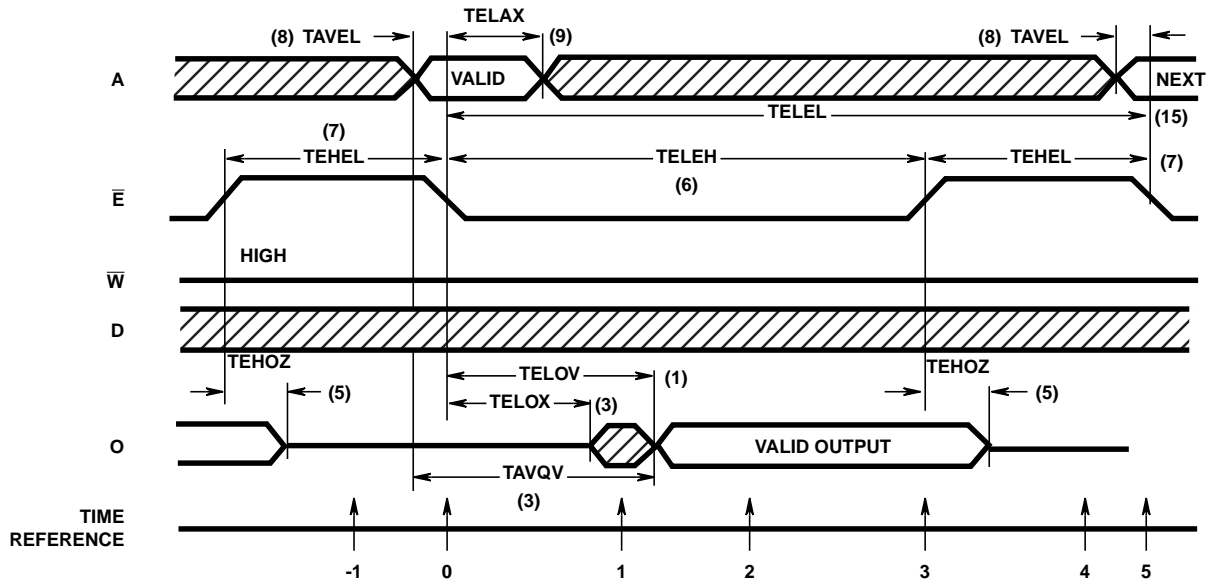 TELAX
(8) TAVEL
(9)
(8) TAVEL
A
VALID
NEXT
TELEL
(15)
(7)
TEHEL
TELEH
TEHEL
(7)
(6)
E
HIGH
W
D
TEHOZ
TELOV
(1)
TEHOZ
(5)
TELOX
(3)
(5)
O
VALID OUTPUT
TAVQV
(3)
TIME
REFERENCE
-1
0
1
2
3
4
5